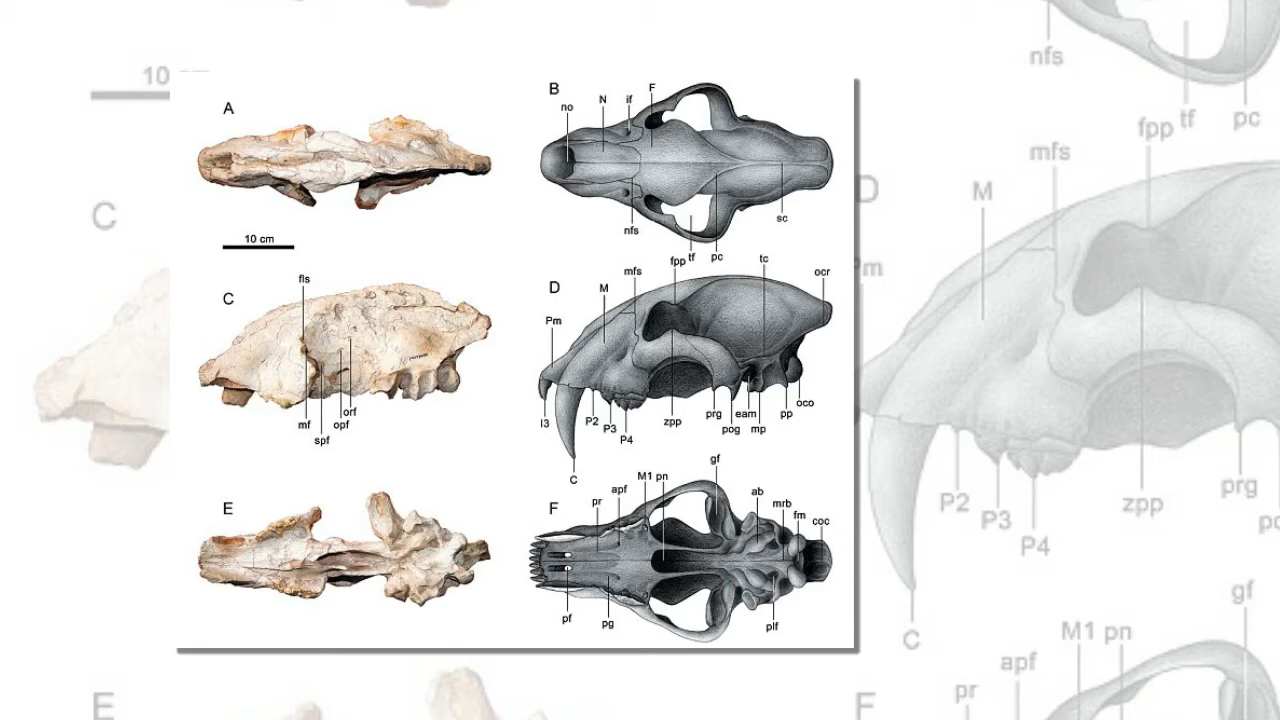 A
B
no
N
if
F
nfs
tf
pc
sc
10 cm
C
fls
mf
spf
opf
orf
D
Pm
M
mfs
fpp
tc
ocr
I3
C
P2
P3
P4
zpp
prg
pog
eam
mp
pp
oco
E
F
pr
apf
M1 pn
gf
ab
mrb
fm
coc
pf
pg
plf
10
C
E
nfs
tf
pc
D
M
mfs
fpp
Pm
P2
P3
P4
zpp
prg
C
F
pr
apf
M1 pn
gf